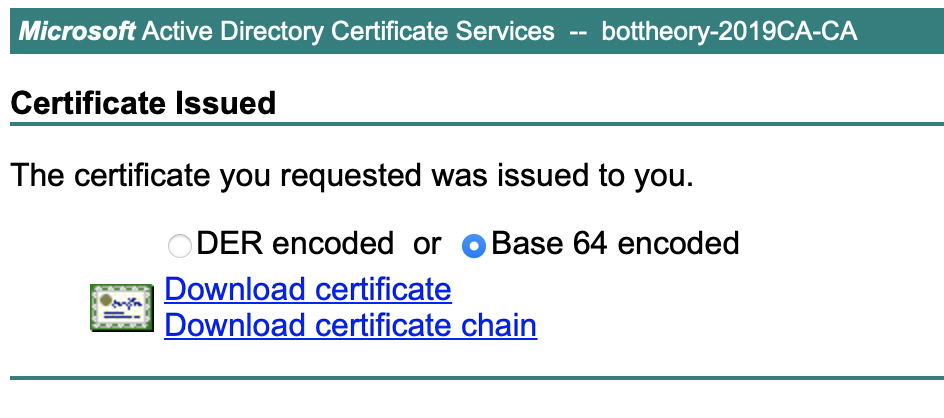 Microsoft Active Directory Certificate Services -- bottheory-2019CA-CA
Certificate Issued
The certificate you requested was issued to you.
DER encoded or Base 64 encoded
Download certificate
Download certificate chain